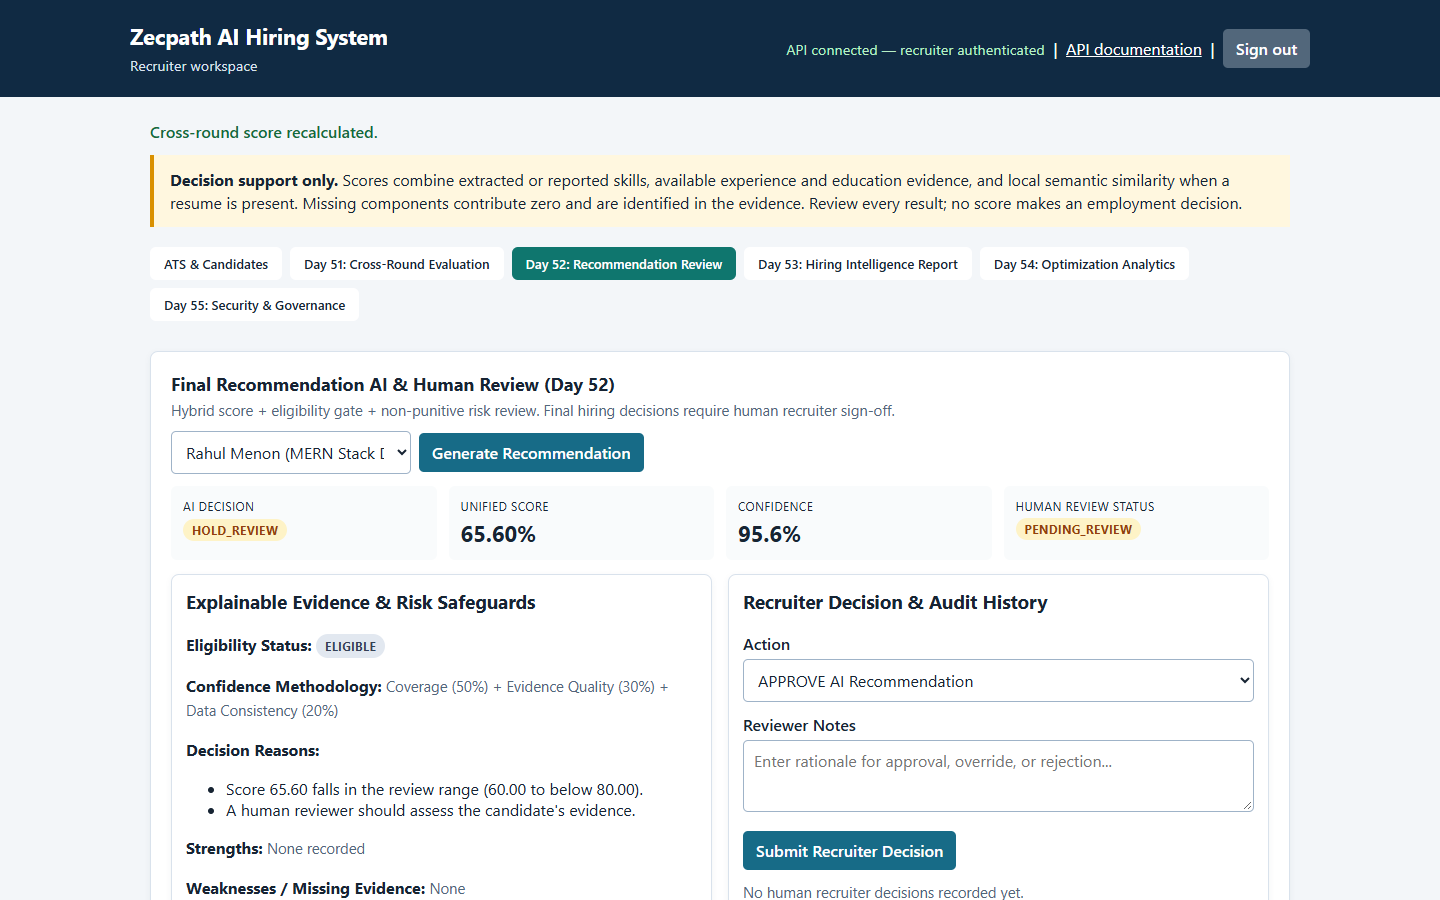 Zecpath AI Hiring System
Recruiter workspace
API connected — recruiter authenticated | API documentation | Sign out
Cross-round score recalculated.
Decision support only. Scores combine extracted or reported skills, available experience and education evidence, and local semantic similarity when a
resume is present. Missing components contribute zero and are identified in the evidence. Review every result; no score makes an employment decision.
ATS & Candidates
Day 51: Cross-Round Evaluation
Day 52: Recommendation Review
Day 53: Hiring Intelligence Report
Day 54: Optimization Analytics
Day 55: Security & Governance
Final Recommendation AI & Human Review (Day 52)
Hybrid score + eligibility gate + non-punitive risk review. Final hiring decisions require human recruiter sign-off.
Rahul Menon (MERN Stack D
Generate Recommendation
AI DECISION
HOLD_REVIEW
UNIFIED SCORE
65.60%
CONFIDENCE
95.6%
HUMAN REVIEW STATUS
PENDING_REVIEW
Explainable Evidence & Risk Safeguards
Eligibility Status: ELIGIBLE
Confidence Methodology: Coverage (50%) + Evidence Quality (30%) +
Data Consistency (20%)
Decision Reasons:
• Score 65.60 falls in the review range (60.00 to below 80.00).
• A human reviewer should assess the candidate's evidence.
Strengths: None recorded
Weaknesses / Missing Evidence: None
Recruiter Decision & Audit History
Action
APPROVE AI Recommendation
Reviewer Notes
Enter rationale for approval, override, or rejection...
Submit Recruiter Decision
No human recruiter decisions recorded yet.